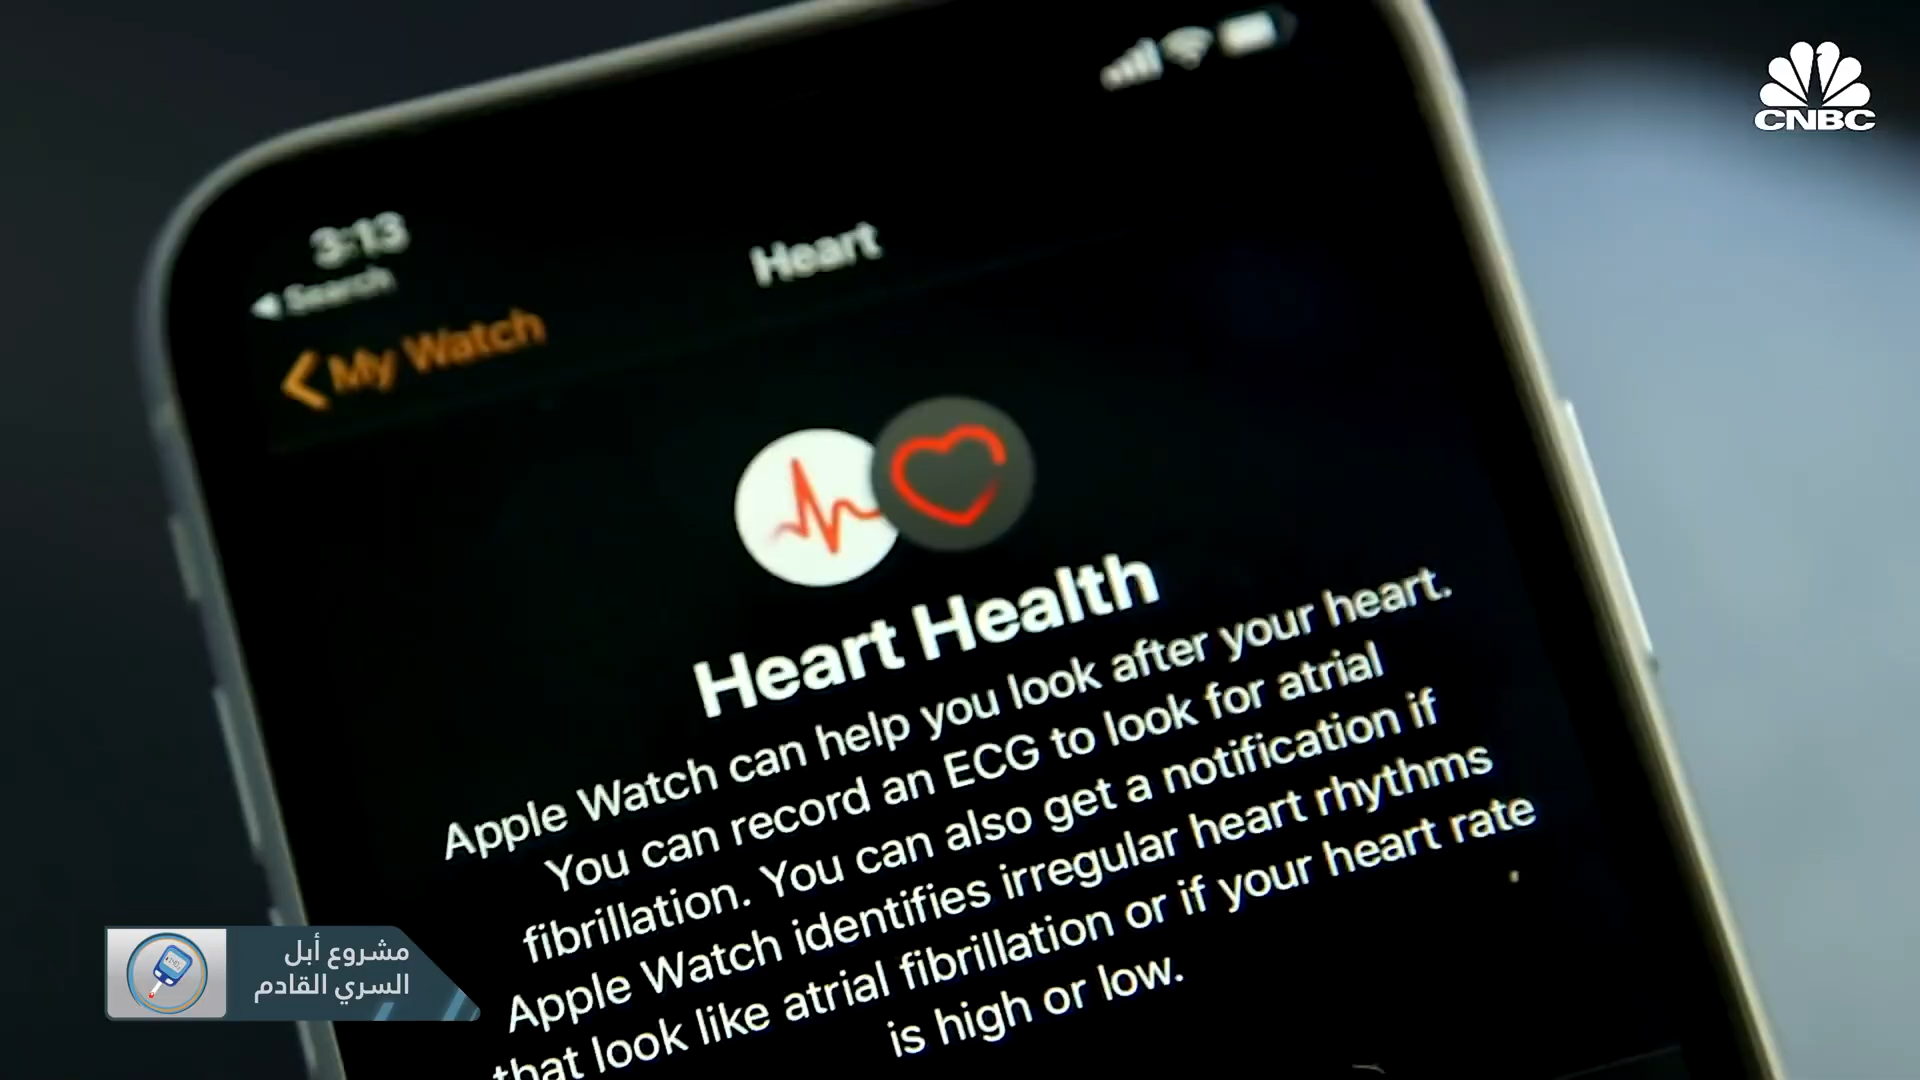 CNBC
3:13
Search
Heart
My Watch
Heart Health
Apple Watch can help you look after your heart.
You can record an ECG to look for atrial
fibrillation. You can also get a notification if
Apple Watch identifies irregular heart rhythms
that look like atrial fibrillation or if your heart rate
is high or low.
مشروع أبل
السري القادم